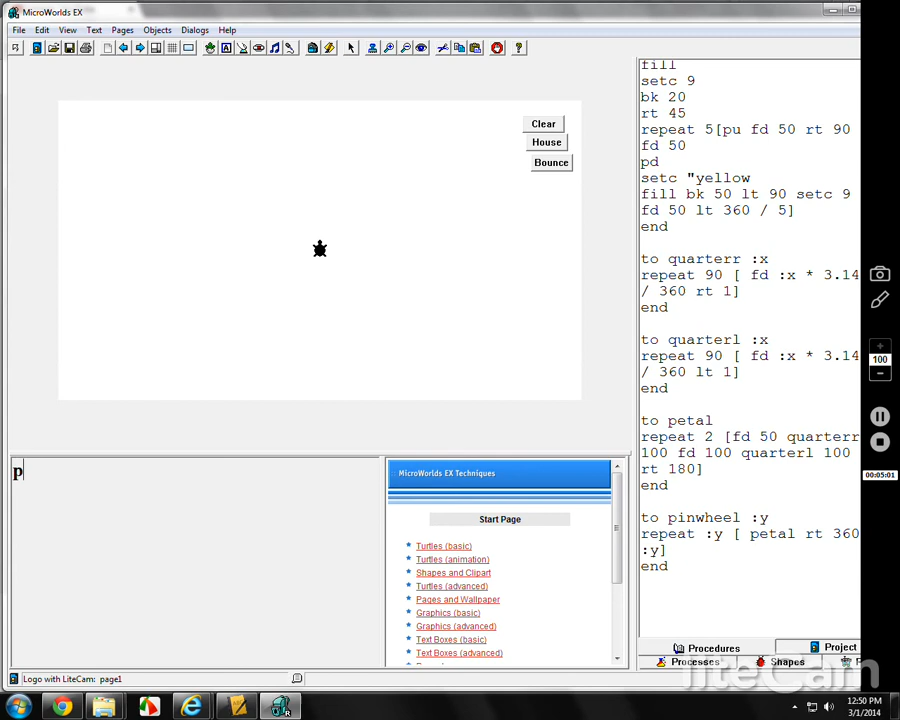 MicroWorlds EX
File Edit View Text Pages Objects Dialogs Help
Clear
House
Bounce
p
MicroWorlds EX Techniques
Start Page
Turtles (basic)
Turtles (animation)
Shapes and Clipart
Turtles (advanced)
Pages and Wallpaper
Graphics (basic)
Graphics (advanced)
Text Boxes (basic)
Text Boxes (advanced)
fill
setc 9
bk 20
rt 45
repeat 5[pu fd 50 rt 90
fd 50
pd
setc "yellow
fill bk 50 lt 90 setc 9
fd 50 lt 360 / 5]
end
to quarterr :x
repeat 90 [ fd :x * 3.14
/ 360 rt 1]
end
to quarterl :x
repeat 90 [ fd :x * 3.14
/ 360 lt 1]
end
to petal
repeat 2 [fd 50 quarterr
100 fd 100 quarterl 100
rt 180]
end
to pinwheel :y
repeat :y [ petal rt 360
:y]
end
Procedures Project
Processes Shapes
100
00:05:01
liteCam
Logo with LiteCam: page1
12:50 PM
3/1/2014